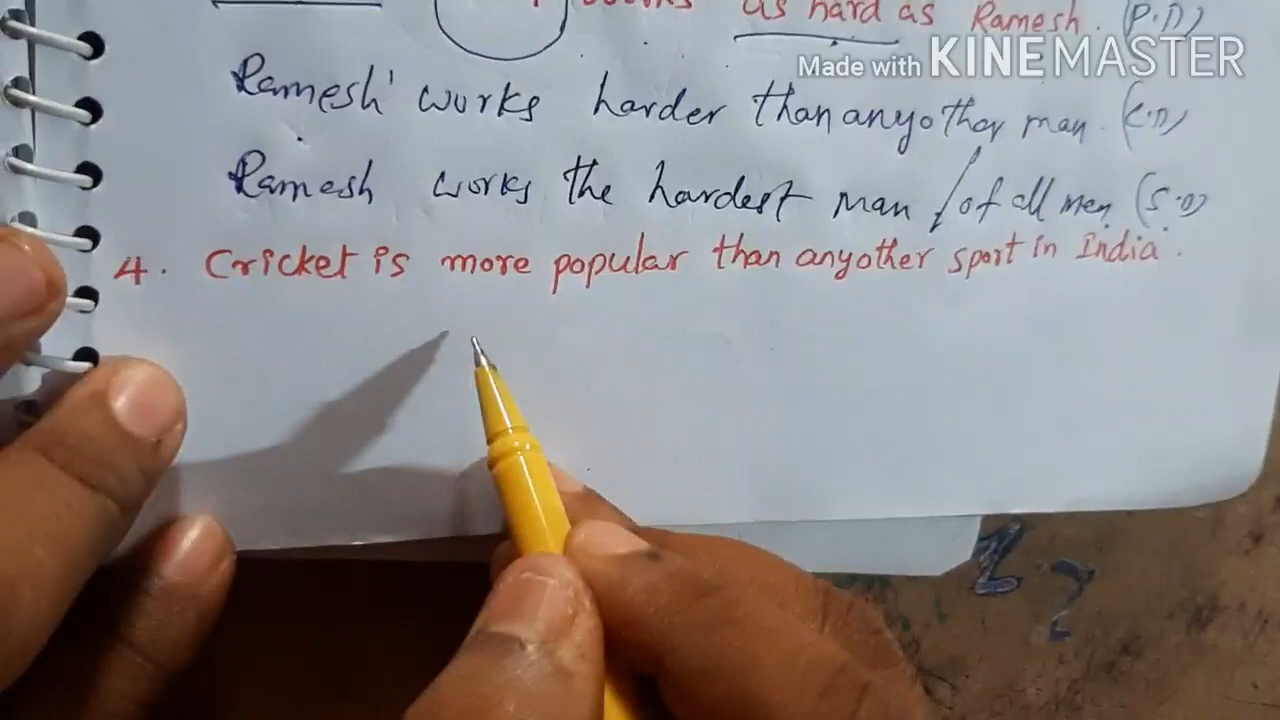 as hard as Ramesh. (P.D)
Made with KINEMASTER
Ramesh works harder than anyother man. (C.D)
Ramesh works the hardest man / of all men (S.D)
4. Cricket is more popular than anyother sport in India.